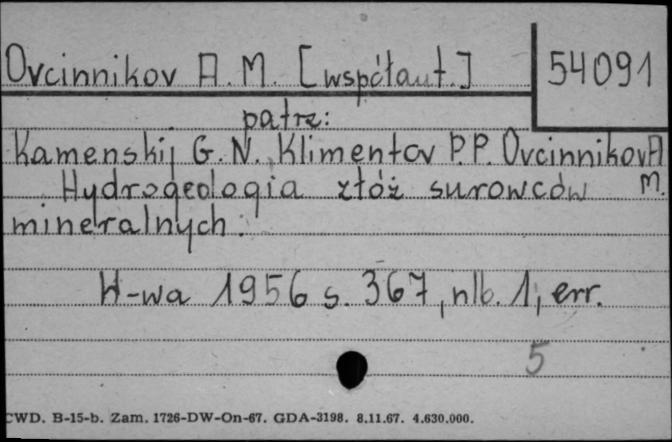 Ovcinnikov A. M. [współaut.]
54091
patrz:
Kamenskij G. N., Klimentov P. P. Ovcinnikov A.
M.
Hydrogeologia złóż surowców
mineralnych.
W-wa 1956 s. 367, nlb. 1, err.
5
CWD. B-15-b. Zam. 1726-DW-On-67. GDA-3198. 8.11.67. 4.630.000.